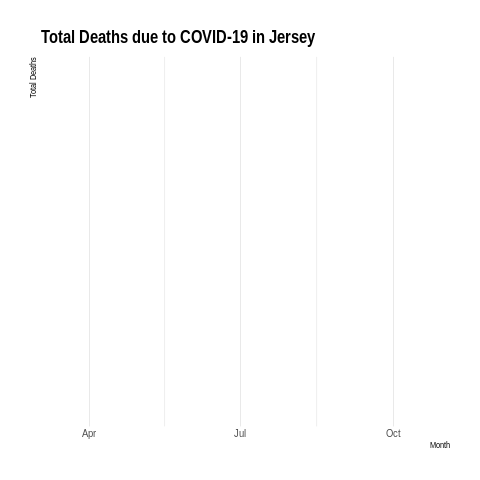 Total Deaths due to COVID-19 in Jersey
Total Deaths
Apr Jul Oct
Month